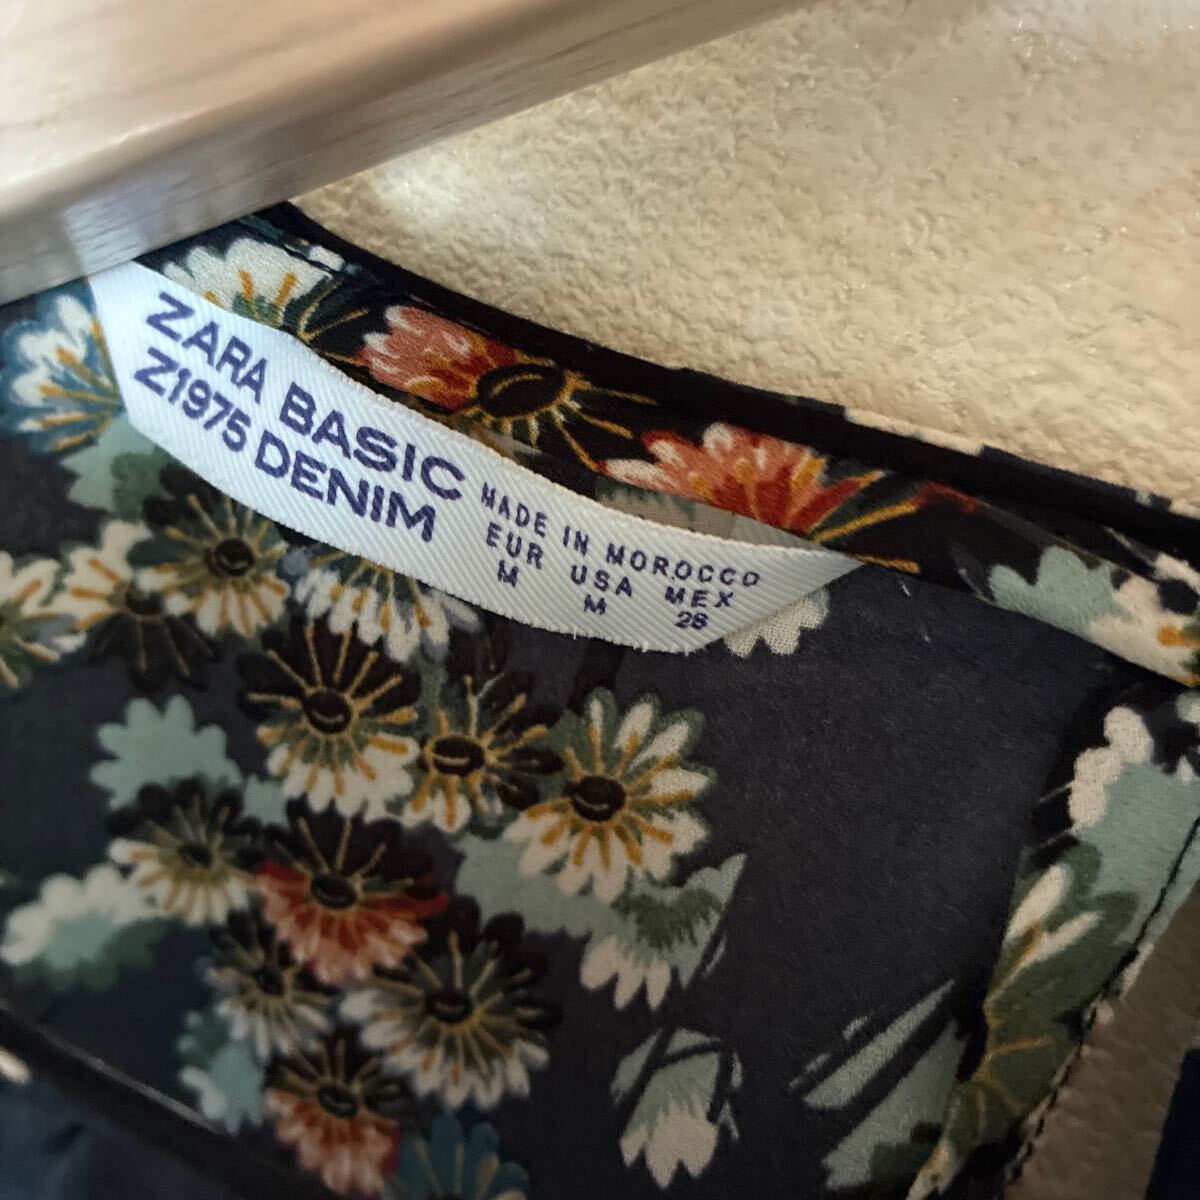 ZARA BASIC
Z1975 DENIM
MADE IN MOROCCO
EUR USA MEX
M M 28